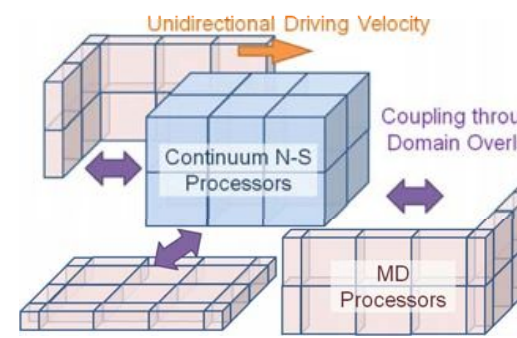 Unidirectional Driving Velocity
Coupling throu
Domain Overl
Continuum N-S
Processors
MD
Processors